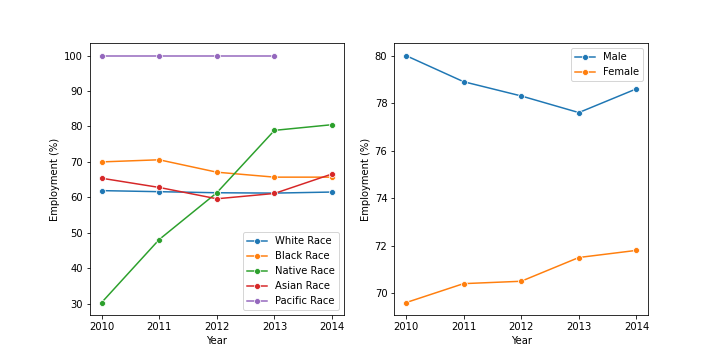 100
90
80
70
60
50
40
30
Employment (%)
2010 2011 2012 2013 2014
Year
White Race
Black Race
Native Race
Asian Race
Pacific Race
80
78
76
74
72
70
Employment (%)
2010 2011 2012 2013 2014
Year
Male
Female